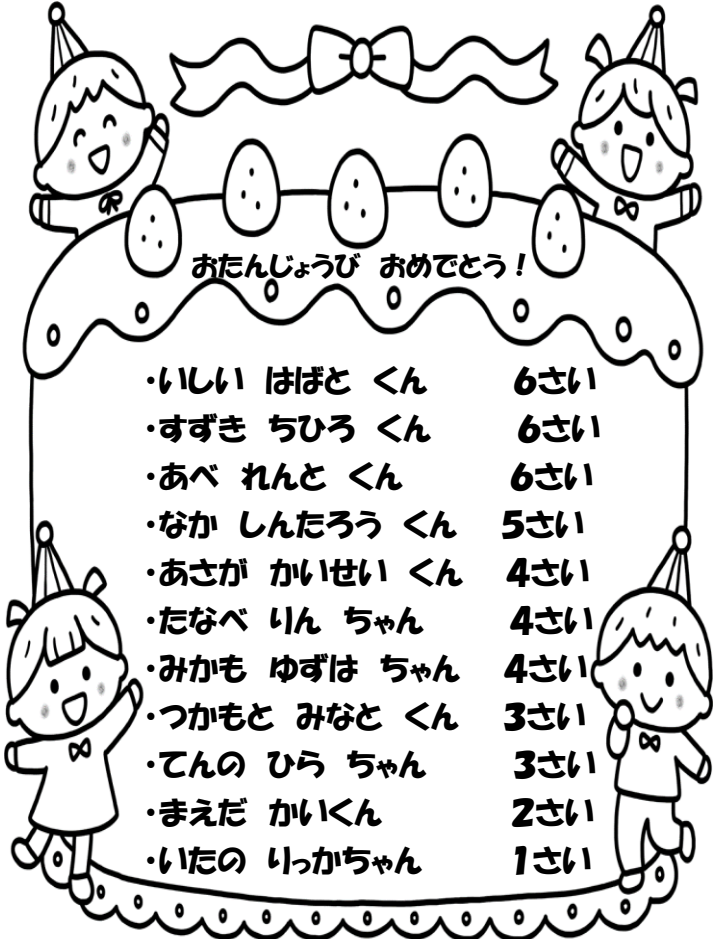 おたんじょうび　おめでとう！
・いしい　はばと　くん　　　6さい
・すずき　ちひろ　くん　　　6さい
・あべ　れんと　くん　　　　6さい
・なか　しんたろう　くん　　5さい
・あさが　かいせい　くん　　4さい
・たなべ　りん　ちゃん　　　4さい
・みかも　ゆずは　ちゃん　　4さい
・つかもと　みなと　くん　　3さい
・てんの　ひら　ちゃん　　　3さい
・まえだ　かいくん　　　　　2さい
・いたの　りっかちゃん　　　1さい